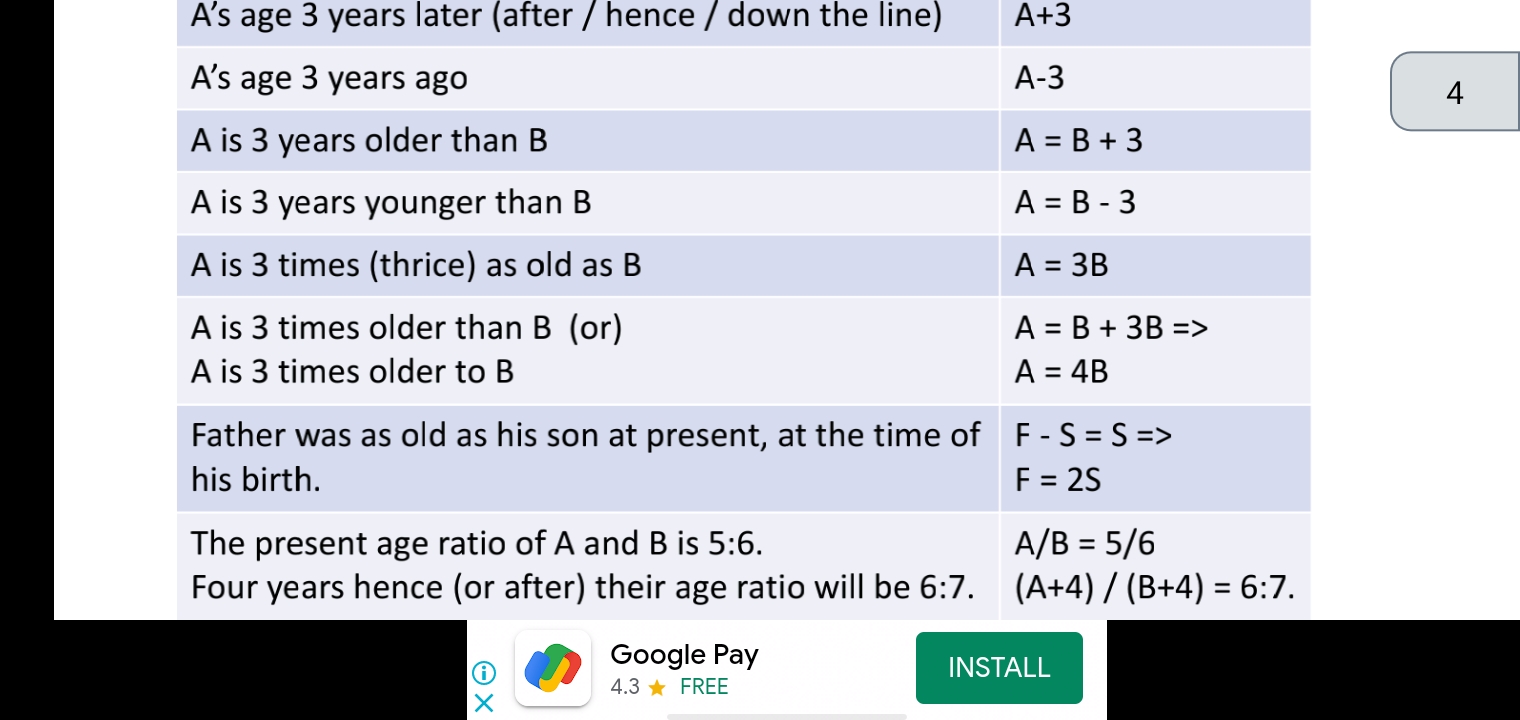 A's age 3 years later (after / hence / down the line) A+3
4
A's age 3 years ago A-3
A is 3 years older than B A = B + 3
A is 3 years younger than B A = B - 3
A is 3 times (thrice) as old as B A = 3B
A is 3 times older than B (or) A = B + 3B =>
A is 3 times older to B A = 4B
Father was as old as his son at present, at the time of F - S = S =>
his birth. F = 2S
The present age ratio of A and B is 5:6. A/B = 5/6
Four years hence (or after) their age ratio will be 6:7. (A+4) / (B+4) = 6:7.
Google Pay
4.3 ★ FREE
INSTALL